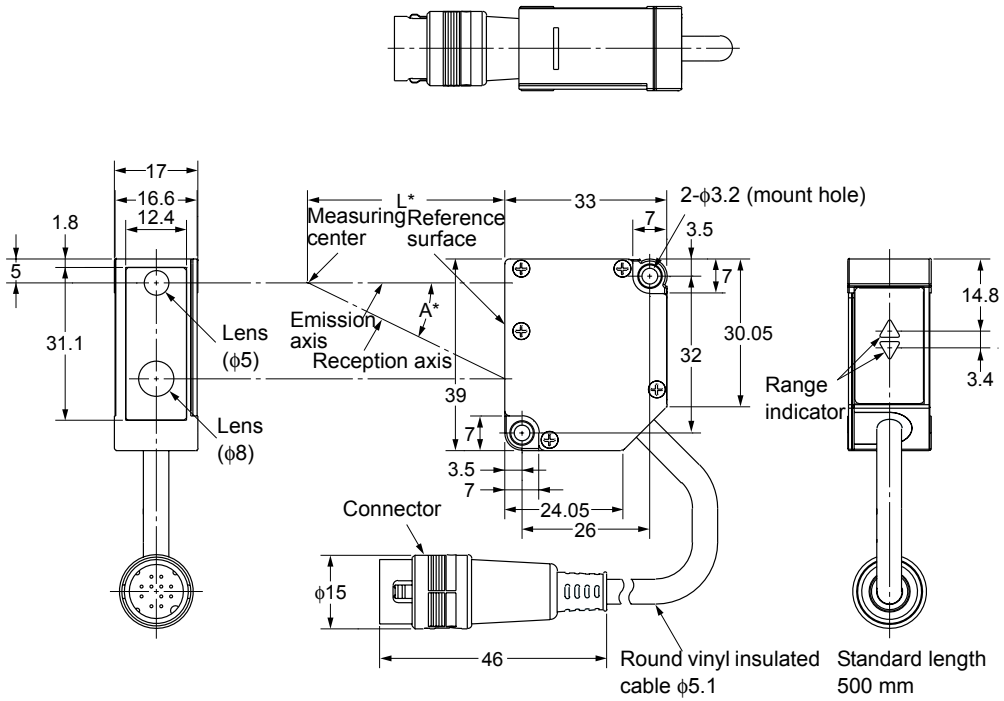 17
16.6
12.4
1.8
5
31.1
Lens
(ϕ5)
Lens
(ϕ8)
L*
33
2-ϕ3.2 (mount hole)
Measuring
center
Reference
surface
7
3.5
7
A*
Emission
axis
Reception axis
30.05
32
39
7
3.5
7
24.05
26
14.8
3.4
Range
indicator
Connector
ϕ15
46
Round vinyl insulated
cable ϕ5.1
Standard length
500 mm